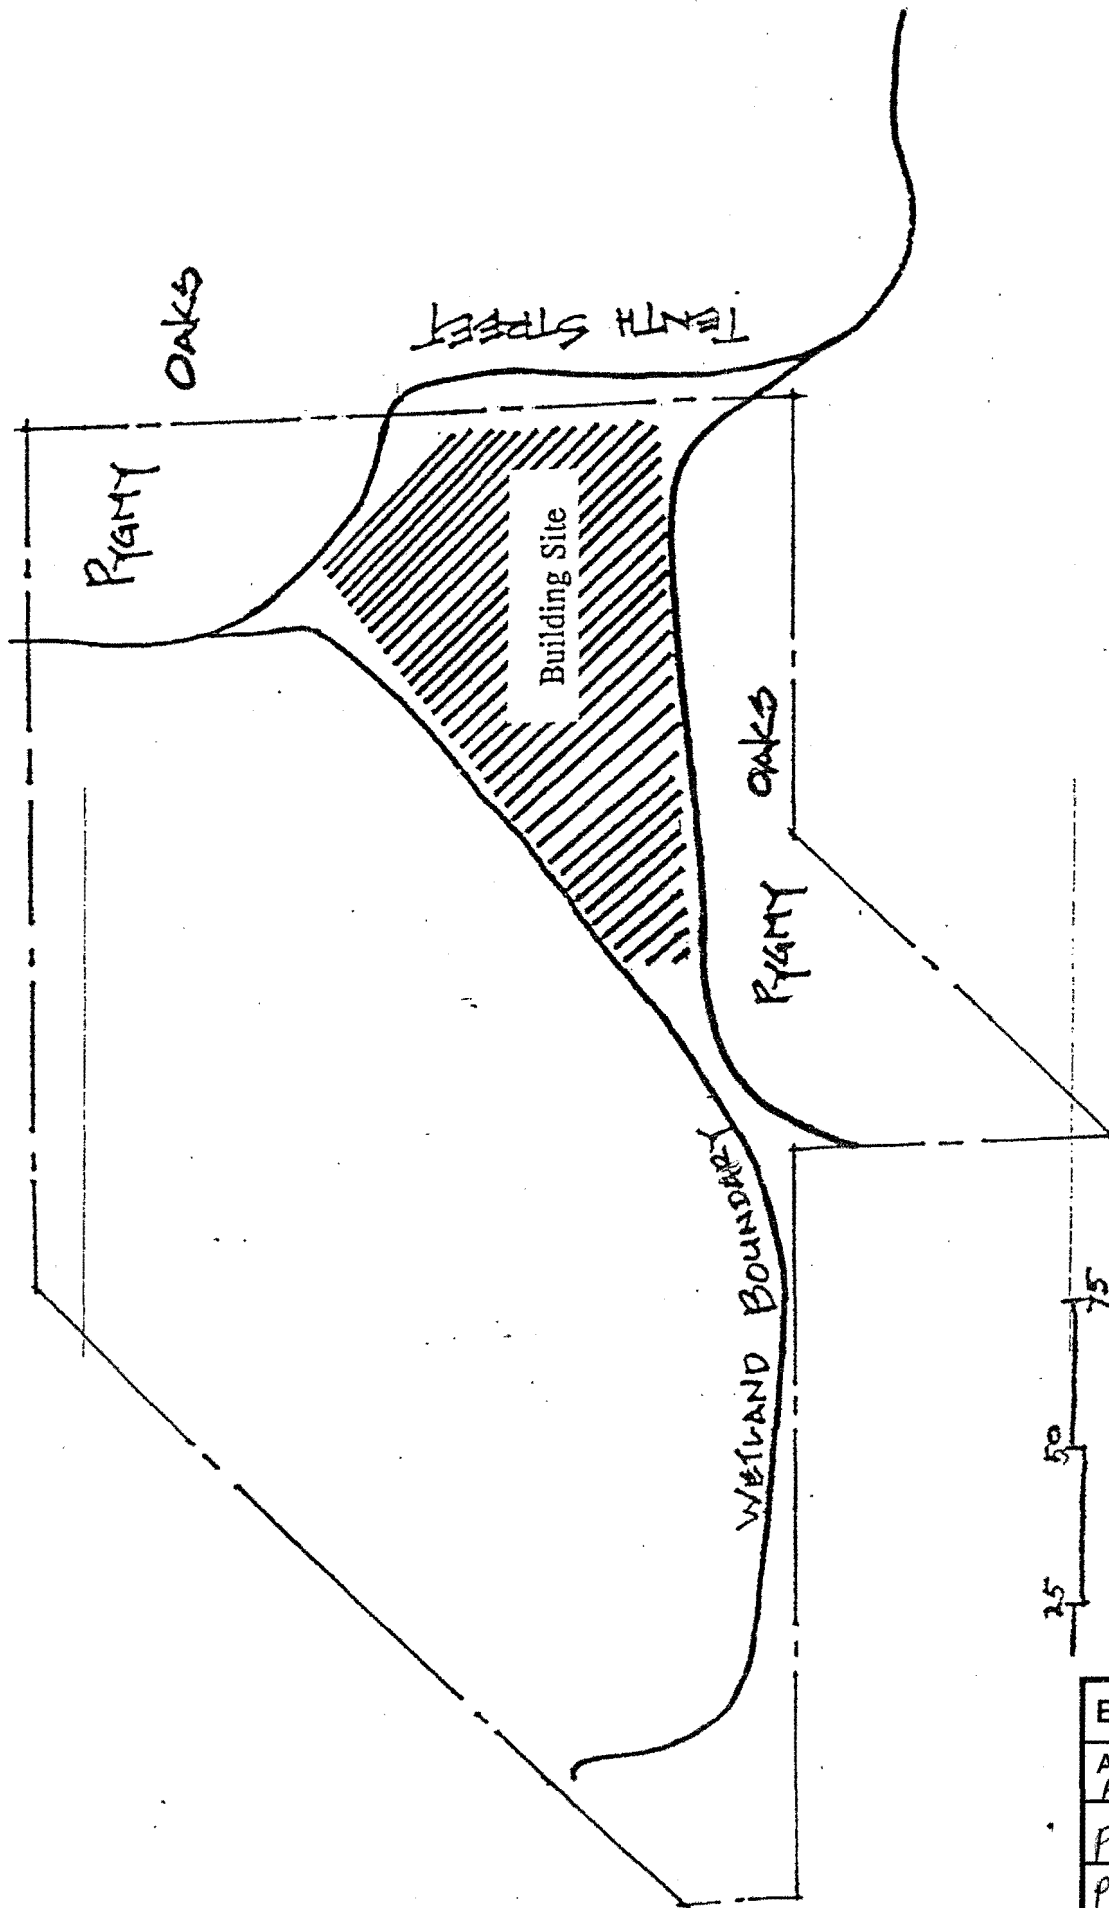 OAKS
PYGMY
TENTH STREET
Building Site
PYGMY OAKS
WETLAND BOUNDARY
25 50 75